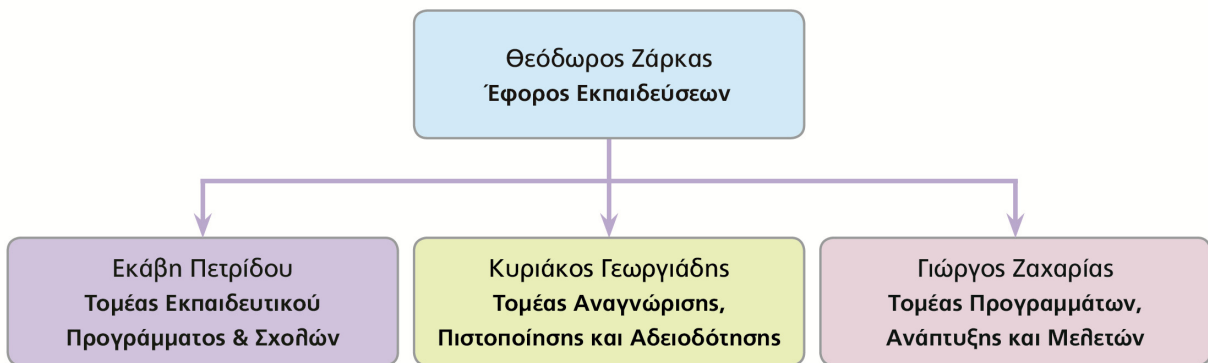 Θεόδωρος Ζάρκας
Έφορος Εκπαιδεύσεων
Εκάβη Πετρίδου
Τομέας Εκπαιδευτικού
Προγράμματος & Σχολών
Κυριάκος Γεωργιάδης
Τομέας Αναγνώρισης,
Πιστοποίησης και Αδειοδότησης
Γιώργος Ζαχαρίας
Τομέας Προγραμμάτων,
Ανάπτυξης και Μελετών